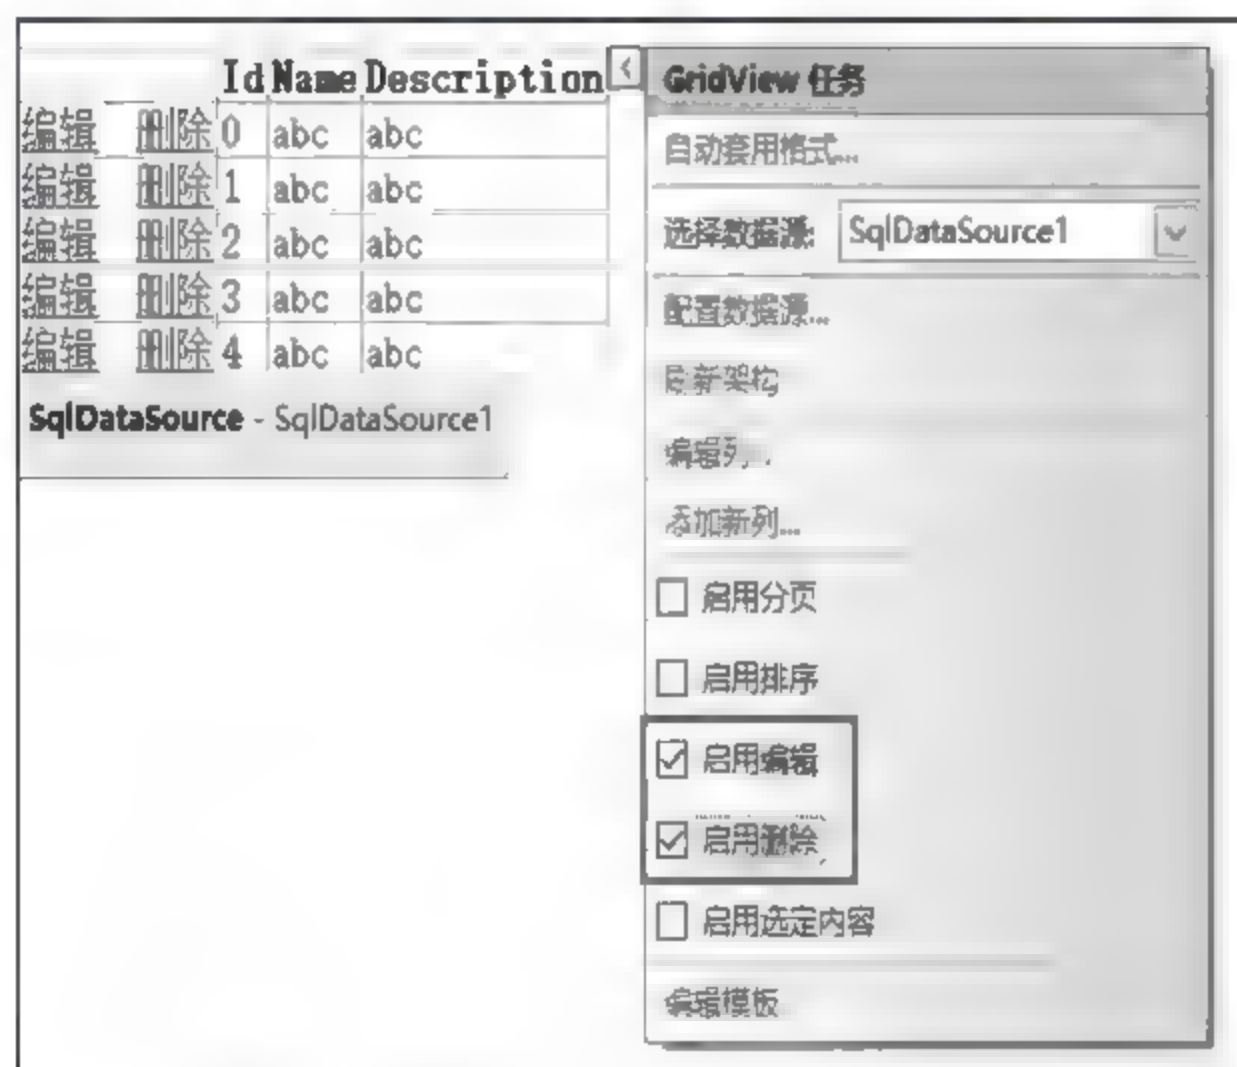 Id Name Description
编辑 删除 0 abc abc
编辑 删除 1 abc abc
编辑 删除 2 abc abc
编辑 删除 3 abc abc
编辑 删除 4 abc abc
SqlDataSource - SqlDataSource1
GridView 任务
自动套用格式...
选择数据源: SqlDataSource1
配置数据源...
刷新架构
编辑列...
添加新列...
启用分页
启用排序
启用编辑
启用删除
启用选定内容
编辑模板